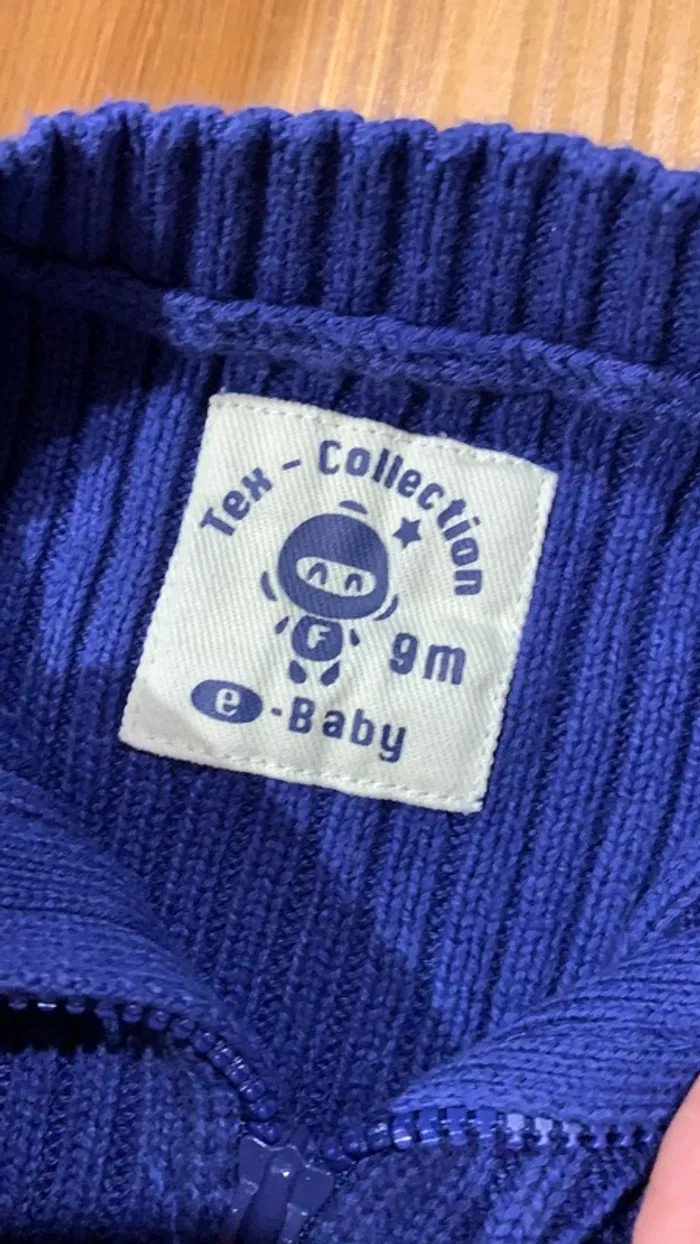 Tex - Collection
F
9m
e-Baby